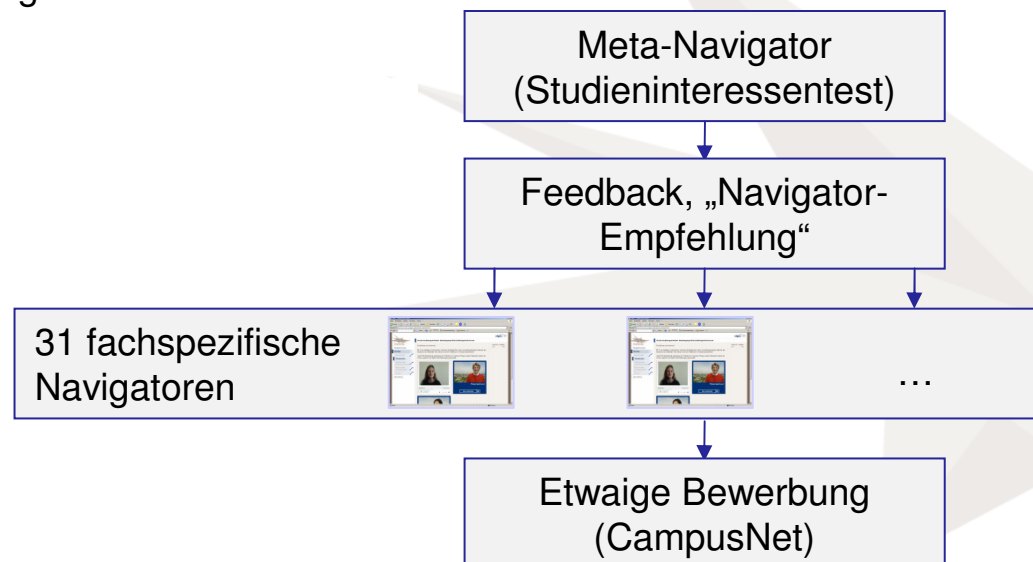 Meta-Navigator
(Studieninteressentest)
Feedback, „Navigator-
Empfehlung“
31 fachspezifische
Navigatoren
…
Etwaige Bewerbung
(CampusNet)